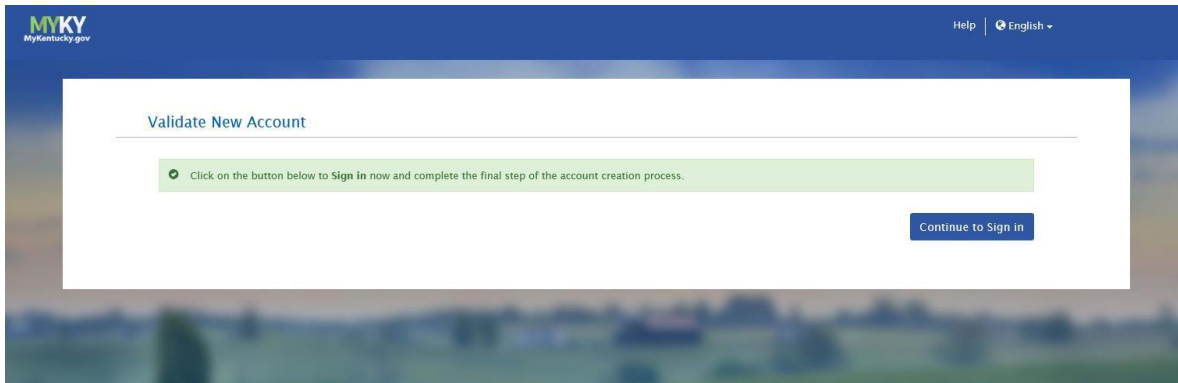 MYKY
MyKentucky.gov
Help
English
Validate New Account
Click on the button below to Sign in now and complete the final step of the account creation process.
Continue to Sign in